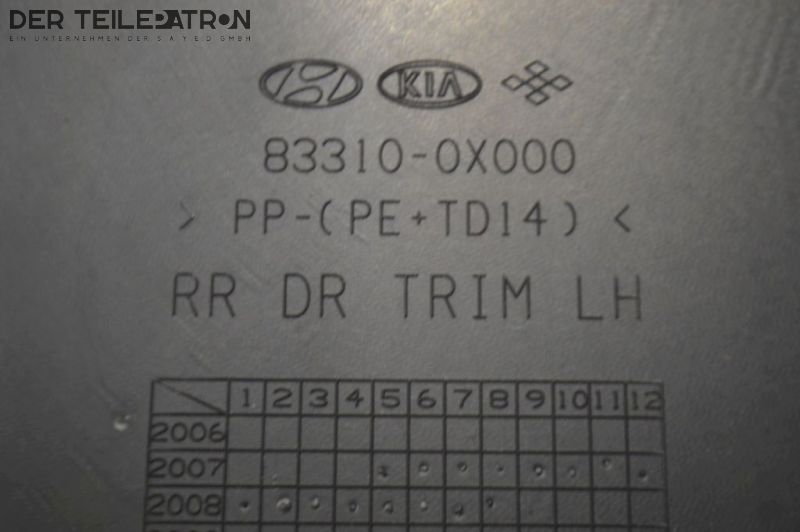 DER TEILEPATRON
EIN UNTERNEHMEN DER SAYED GMBH
KIA
83310-0X000
> PP-(PE+TD14) <
RR DR TRIM LH
1 2 3 4 5 6 7 8 9 10 11 12
2006
2007
2008